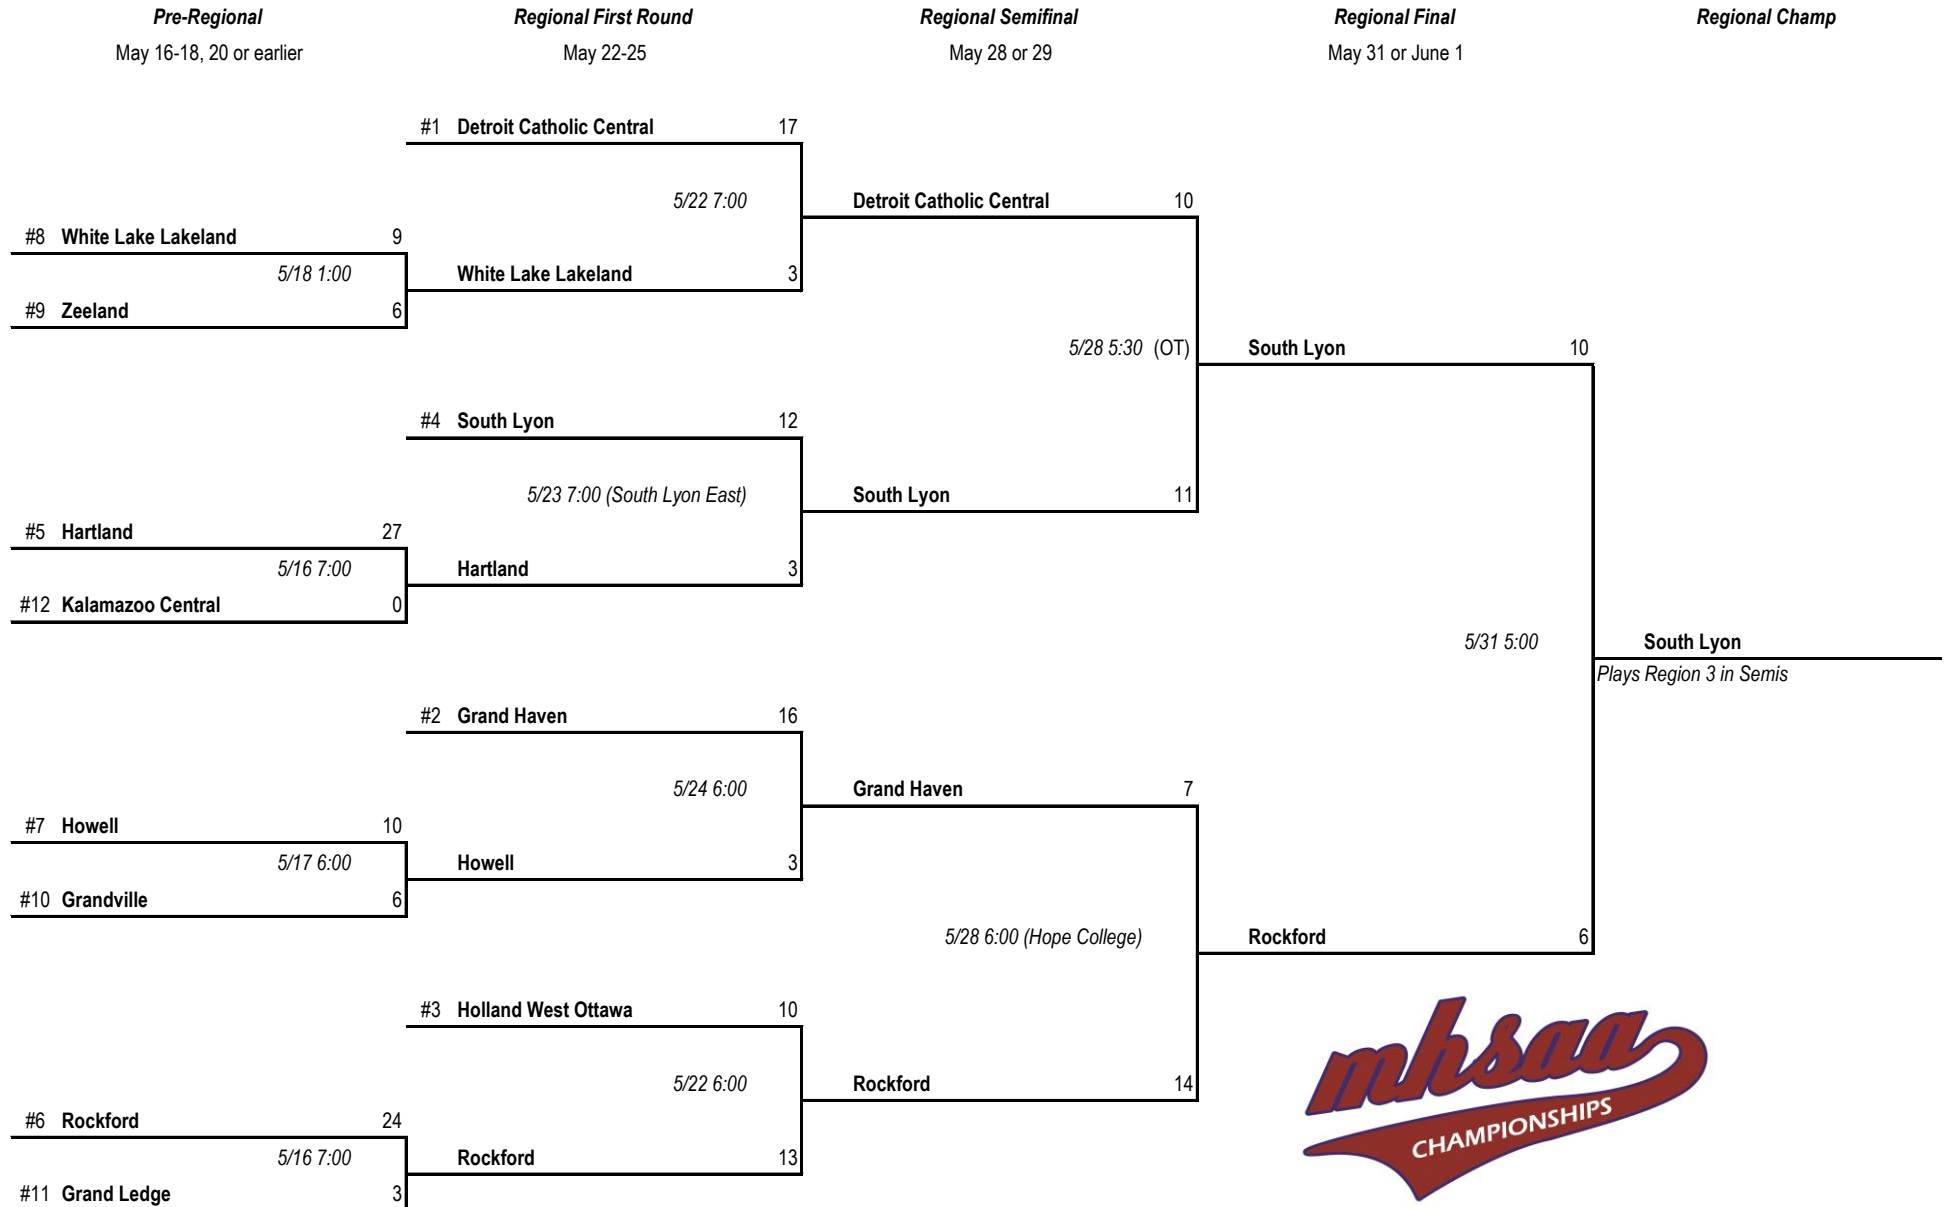 Pre-Regional Regional First Round Regional Semifinal Regional Final Regional Champ
May 16-18, 20 or earlier May 22-25 May 28 or 29 May 31 or June 1
#1 Detroit Catholic Central 17
5/22 7:00 Detroit Catholic Central 10
#8 White Lake Lakeland 9
5/18 1:00 White Lake Lakeland 3
#9 Zeeland 6
5/28 5:30 (OT) South Lyon 10
#4 South Lyon 12
5/23 7:00 (South Lyon East) South Lyon 11
#5 Hartland 27
5/16 7:00 Hartland 3
#12 Kalamazoo Central 0
5/31 5:00 South Lyon
Plays Region 3 in Semis
#2 Grand Haven 16
5/24 6:00 Grand Haven 7
#7 Howell 10
5/17 6:00 Howell 3
#10 Grandville 6
5/28 6:00 (Hope College) Rockford 6
#3 Holland West Ottawa 10
5/22 6:00 Rockford 14
#6 Rockford 24
5/16 7:00 Rockford 13
#11 Grand Ledge 3
mhsaa
CHAMPIONSHIPS